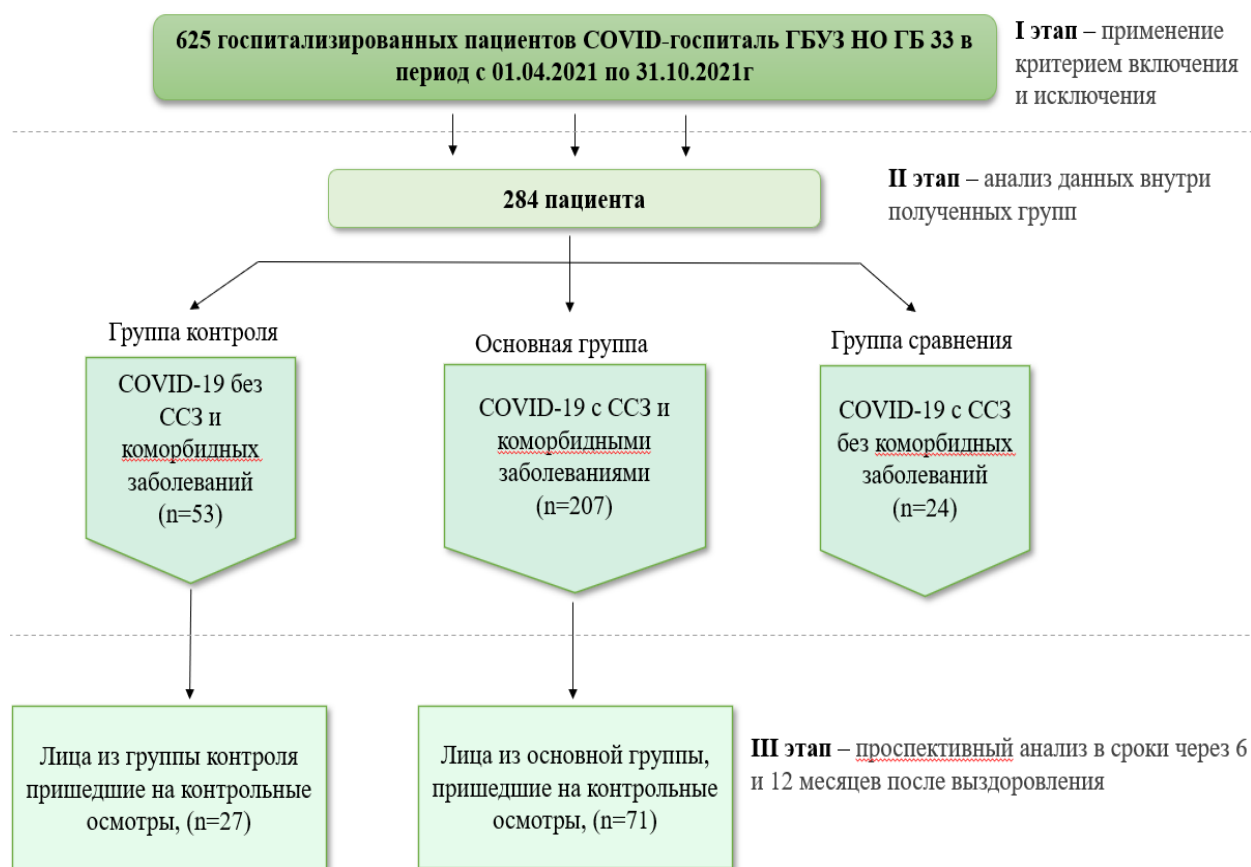 625 госпитализированных пациентов COVID-госпиталь ГБУЗ НО ГБ 33 в
период с 01.04.2021 по 31.10.2021г
I этап – применение
критерием включения
и исключения
284 пациента
II этап – анализ данных внутри
полученных групп
Группа контроля
COVID-19 без
ССЗ и
коморбидных
заболеваний
(n=53)
Основная группа
COVID-19 с ССЗ и
коморбидными
заболеваниями
(n=207)
Группа сравнения
COVID-19 с ССЗ
без коморбидных
заболеваний
(n=24)
Лица из группы контроля
пришедшие на контрольные
осмотры, (n=27)
Лица из основной группы,
пришедшие на контрольные
осмотры, (n=71)
III этап – проспективный анализ в сроки через 6
и 12 месяцев после выздоровления